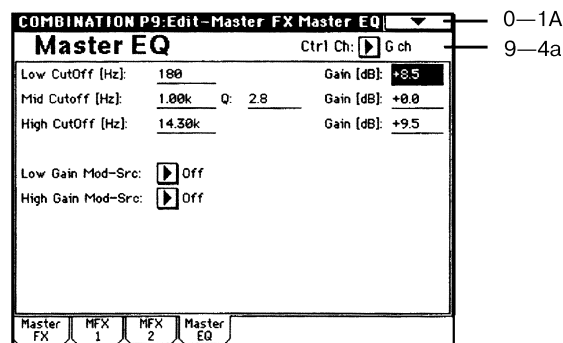 COMBINATION P9:Edit-Master FX Master EQ
0—1A
Master EQ
Ctrl Ch: G ch
9—4a
Low CutOff [Hz]: 180 Gain [dB]: +8.5
Mid Cutoff [Hz]: 1.00k Q: 2.8 Gain [dB]: +0.0
High CutOff [Hz]: 14.30k Gain [dB]: +9.5
Low Gain Mod-Src: Off
High Gain Mod-Src: Off
Master FX
MFX 1
MFX 2
Master EQ